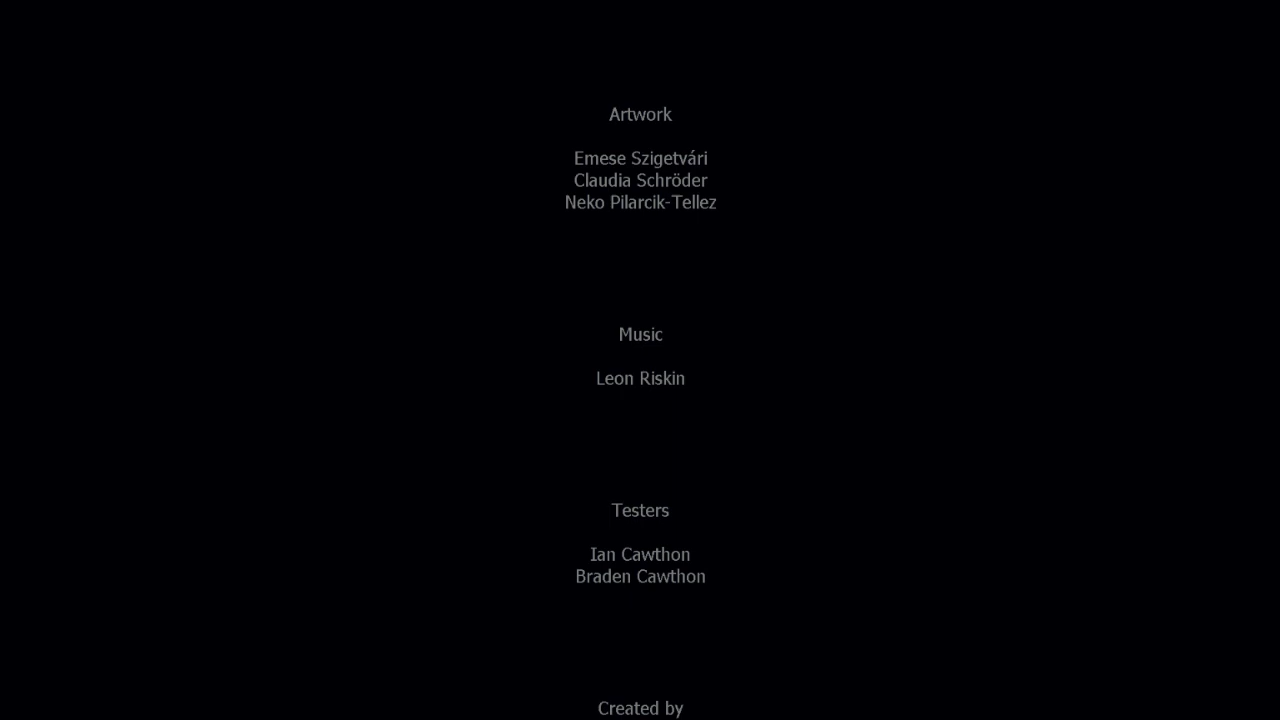 Artwork
Emese Szigetvári
Claudia Schröder
Neko Pilarcik-Tellez
Music
Leon Riskin
Testers
Ian Cawthon
Braden Cawthon
Created by